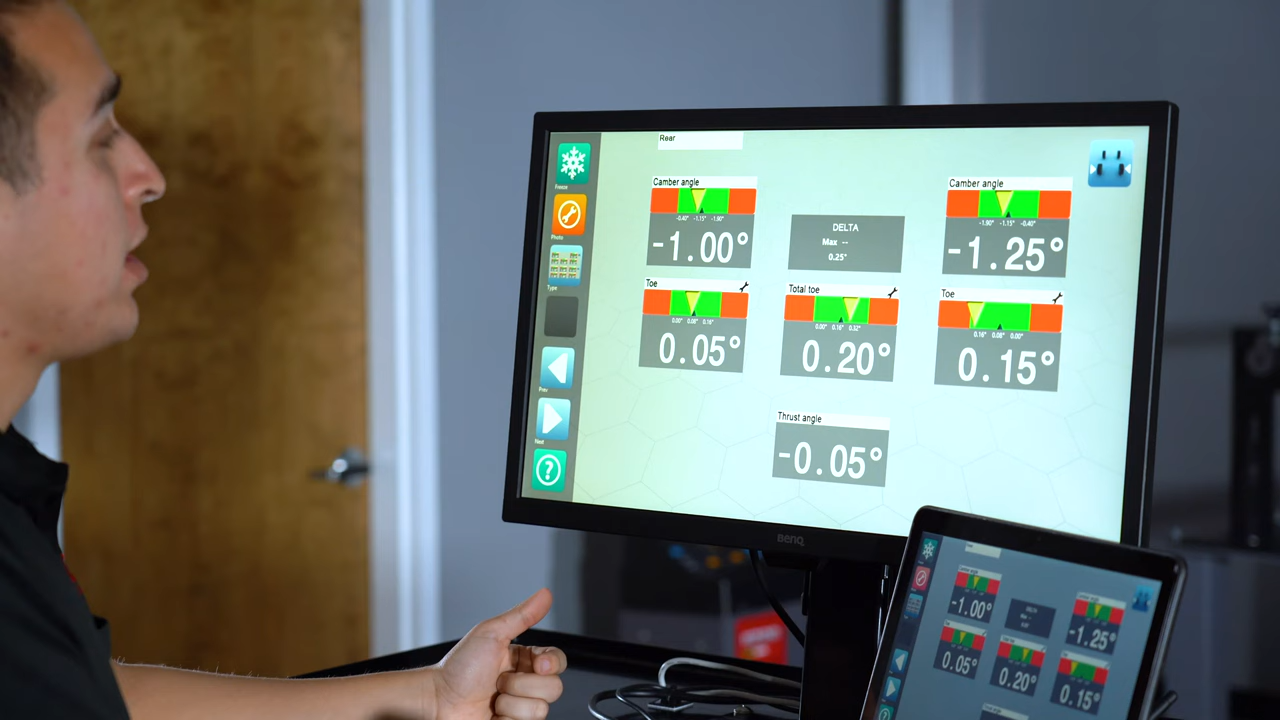 Rear
Freeze
Photo
Type
Prev
Next
Camber angle
-0.40° -1.15° -1.90°
-1.00°
DELTA
Max --
0.25°
Camber angle
-1.90° -1.15° -0.40°
-1.25°
Toe
0.00° 0.08° 0.16°
0.05°
Total toe
0.00° 0.16° 0.32°
0.20°
Toe
0.16° 0.08° 0.00°
0.15°
Thrust angle
-0.05°
?
BenQ
-1.00°
-1.25°
0.05°
0.20°
0.15°